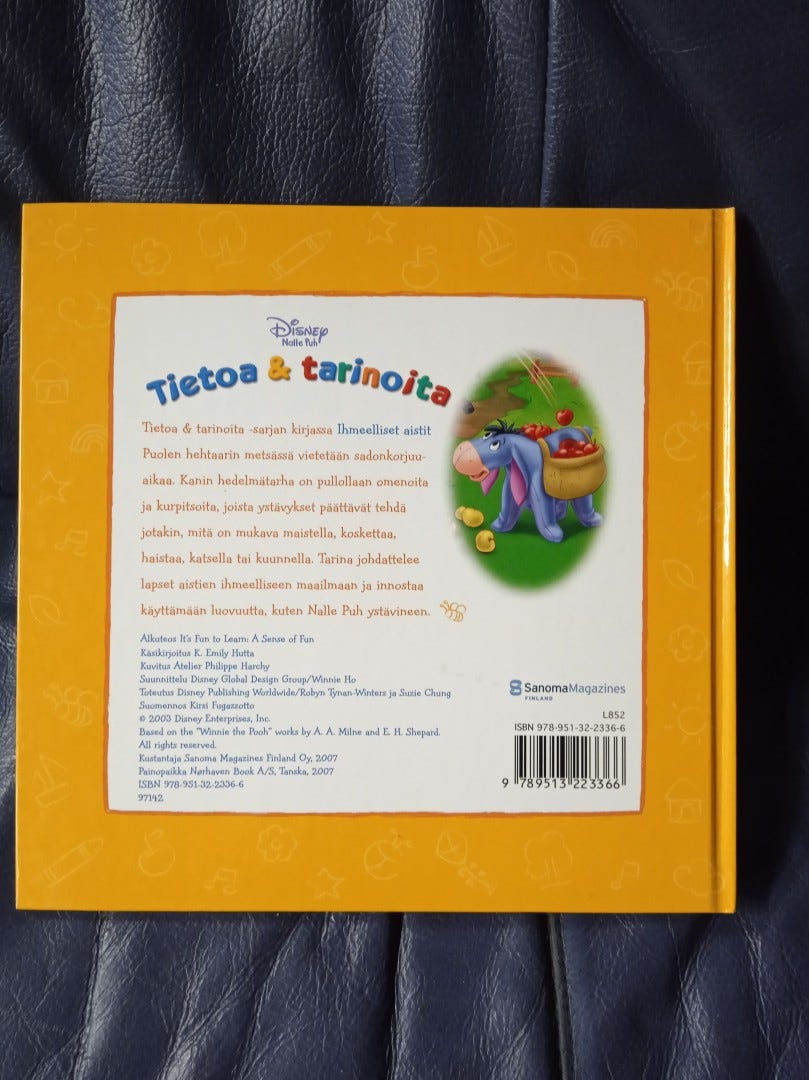 Disney
Nalle Puh
Tietoa & tarinoita
Tietoa & tarinoita -sarjan kirjassa Ihmeelliset aistit
Puolen hehtaarin metsässä vietetään sadonkorjuu-
aikaa. Kanin hedelmätarha on pullollaan omenoita
ja kurpitsoita, joista ystävykset päättävät tehdä
jotakin, mitä on mukava maistella, koskettaa,
haistaa, katsella tai kuunnella. Tarina johdattelee
lapset aistien ihmeelliseen maailmaan ja innostaa
käyttämään luovuutta, kuten Nalle Puh ystävineen.
Alkuteos It's Fun to Learn: A Sense of Fun
Käsikirjoitus K. Emily Hutta
Kuvitus Atelier Philippe Harchy
Suunnittelu Disney Global Design Group/Winnie Ho
Toteutus Disney Publishing Worldwide/Robyn Tynan-Winters ja Suzie Chung
Suomennos Kirsi Fugazzotto
© 2003 Disney Enterprises, Inc.
Based on the "Winnie the Pooh" works by A. A. Milne and E. H. Shepard.
All rights reserved.
Kustantaja Sanoma Magazines Finland Oy, 2007
Painopaikka Nørhaven Book A/S, Tanska, 2007
ISBN 978-951-32-2336-6
97142
SanomaMagazines
FINLAND
L852
ISBN 978-951-32-2336-6
9 789513 223366